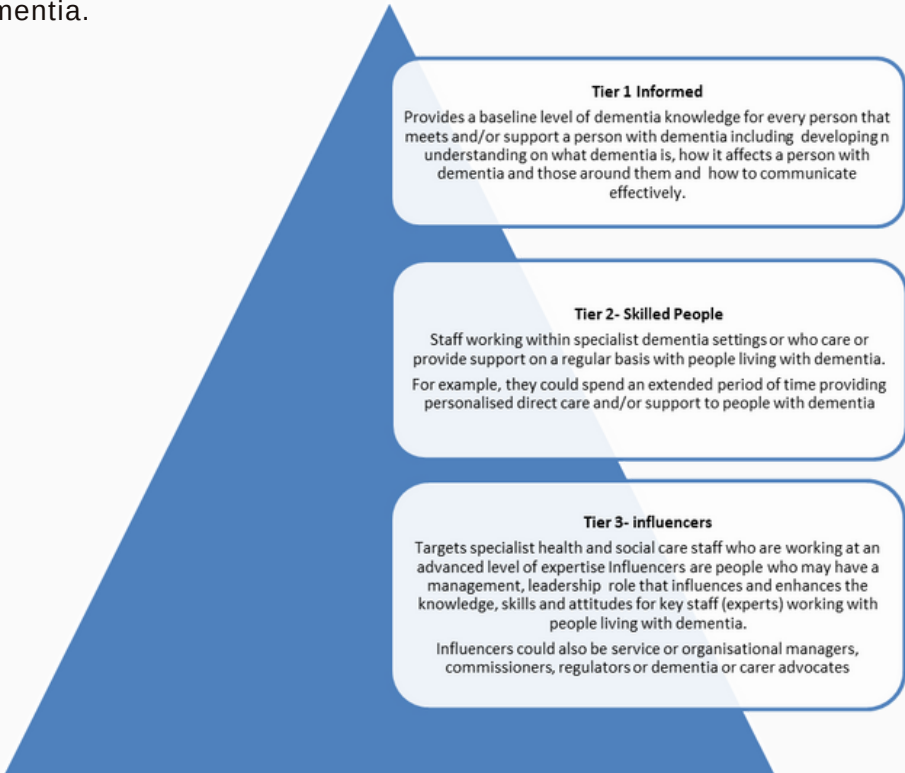 mentia.
Tier 1 Informed
Provides a baseline level of dementia knowledge for every person that
meets and/or support a person with dementia including developing n
understanding on what dementia is, how it affects a person with
dementia and those around them and how to communicate
effectively.
Tier 2- Skilled People
Staff working within specialist dementia settings or who care or
provide support on a regular basis with people living with dementia.
For example, they could spend an extended period of time providing
personalised direct care and/or support to people with dementia
Tier 3- influencers
Targets specialist health and social care staff who are working at an
advanced level of expertise Influencers are people who may have a
management, leadership role that influences and enhances the
knowledge, skills and attitudes for key staff (experts) working with
people living with dementia.
Influencers could also be service or organisational managers,
commissioners, regulators or dementia or carer advocates